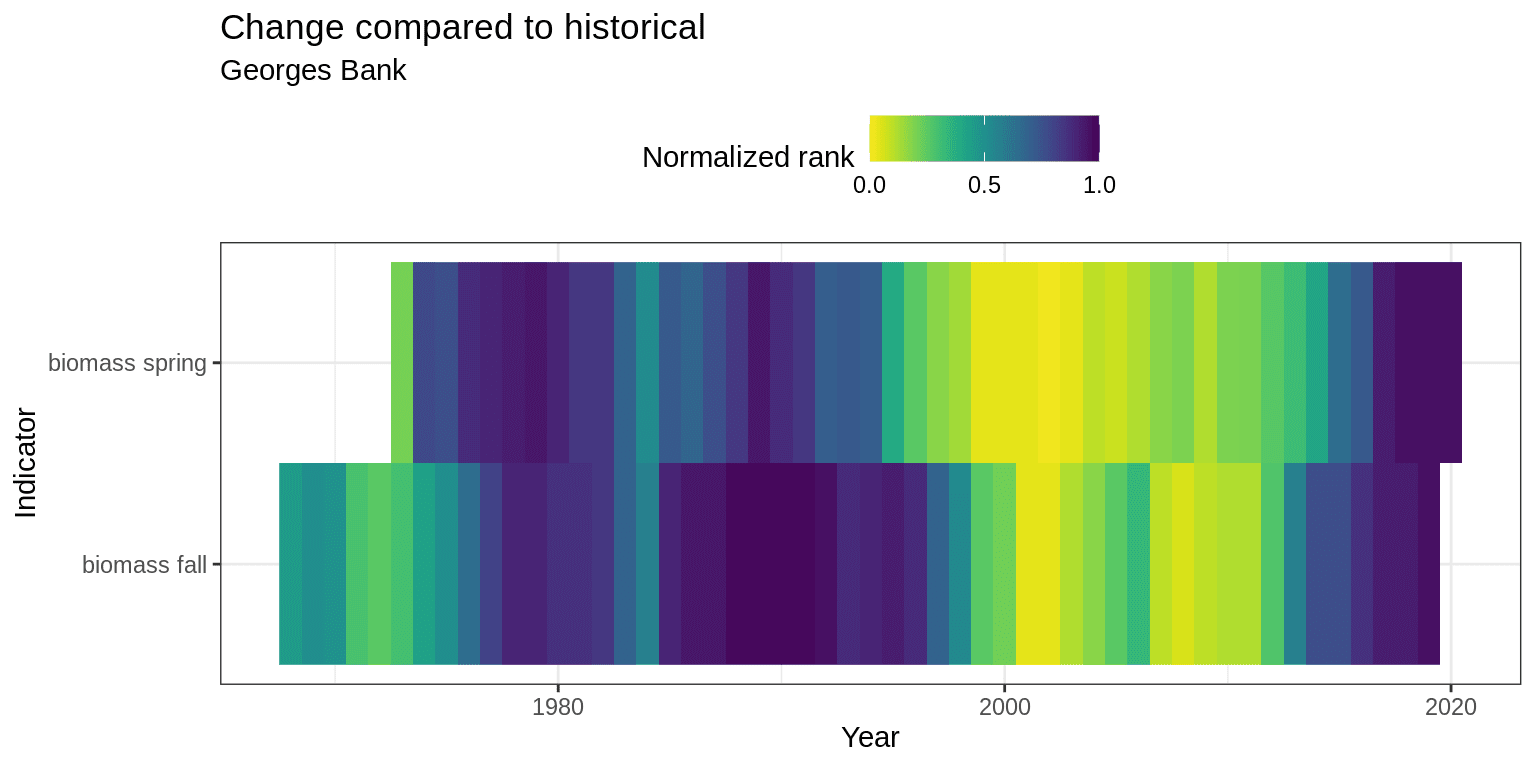 Change compared to historical
Georges Bank
Normalized rank
0.0 0.5 1.0
biomass spring
biomass fall
Indicator
1980 2000 2020
Year